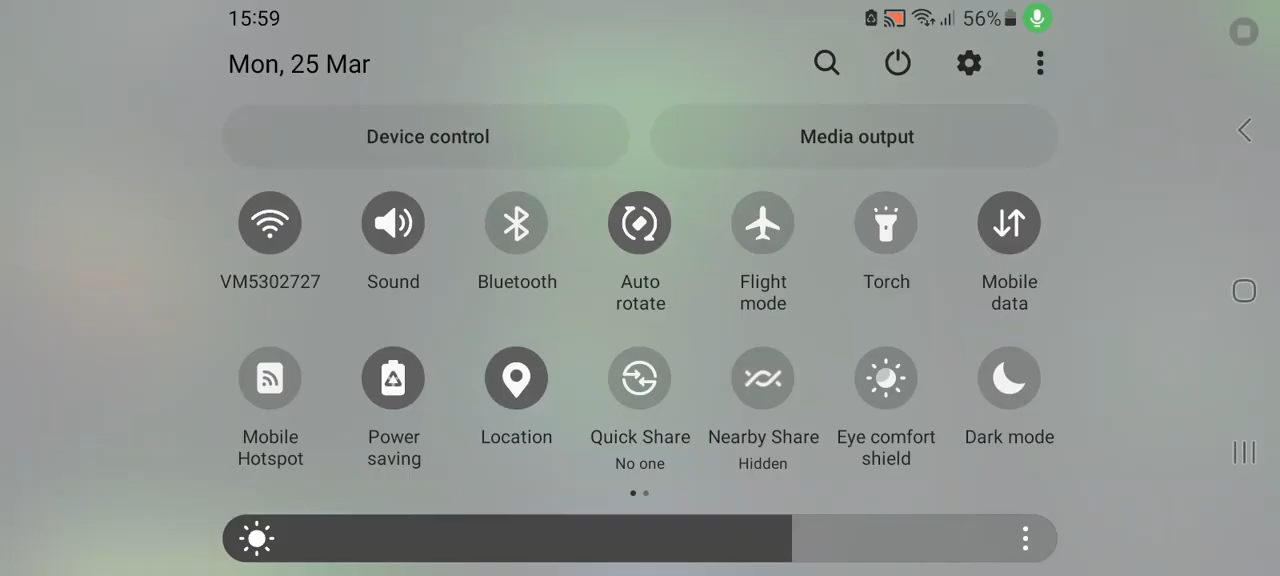 15:59
56%
Mon, 25 Mar
Device control
Media output
VM5302727
Sound
Bluetooth
Auto
rotate
Flight
mode
Torch
Mobile
data
Mobile
Hotspot
Power
saving
Location
Quick Share
No one
Nearby Share
Hidden
Eye comfort
shield
Dark mode